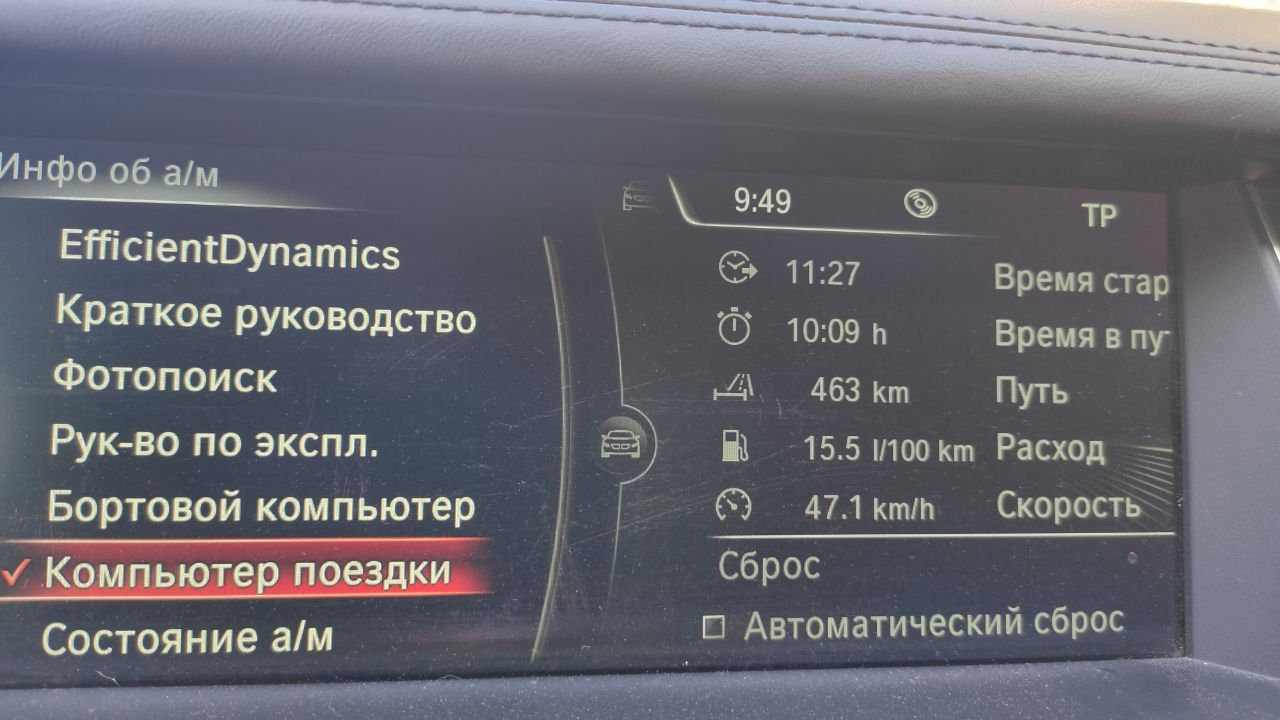 Инфо об а/м
EfficientDynamics
Краткое руководство
Фотопоиск
Рук-во по экспл.
Бортовой компьютер
Компьютер поездки
Состояние а/м
9:49
TP
11:27 Время стар
10:09 h Время в пут
463 km Путь
15.5 l/100 km Расход
47.1 km/h Скорость
Сброс
Автоматический сброс